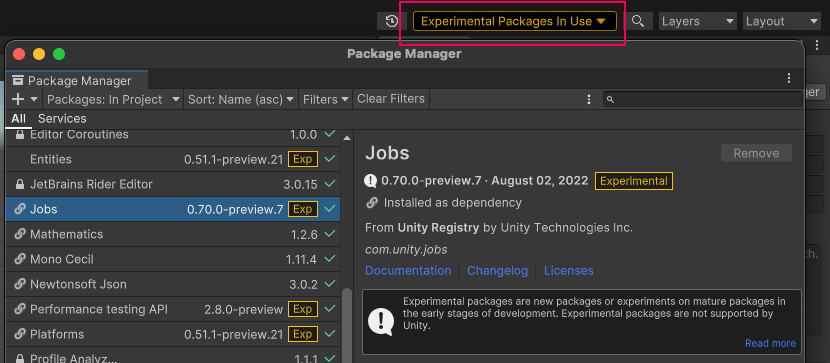 Experimental Packages In Use
Layers
Layout
Package Manager
Package Manager
Packages: In Project
Sort: Name (asc)
Filters
Clear Filters
All Services
Editor Coroutines 1.0.0
Entities 0.51.1-preview.21 Exp
JetBrains Rider Editor 3.0.15
Jobs 0.70.0-preview.7 Exp
Mathematics 1.2.6
Mono Cecil 1.11.4
Newtonsoft Json 3.0.2
Performance testing API 2.8.0-preview Exp
Platforms 0.51.1-preview.21 Exp
Profile Analyz... 1.1.1
Jobs
Remove
0.70.0-preview.7 · August 02, 2022 Experimental
Installed as dependency
From Unity Registry by Unity Technologies Inc.
com.unity.jobs
Documentation Changelog Licenses
Experimental packages are new packages or experiments on mature packages in
the early stages of development. Experimental packages are not supported by
Unity.
Read more
ger
ch.